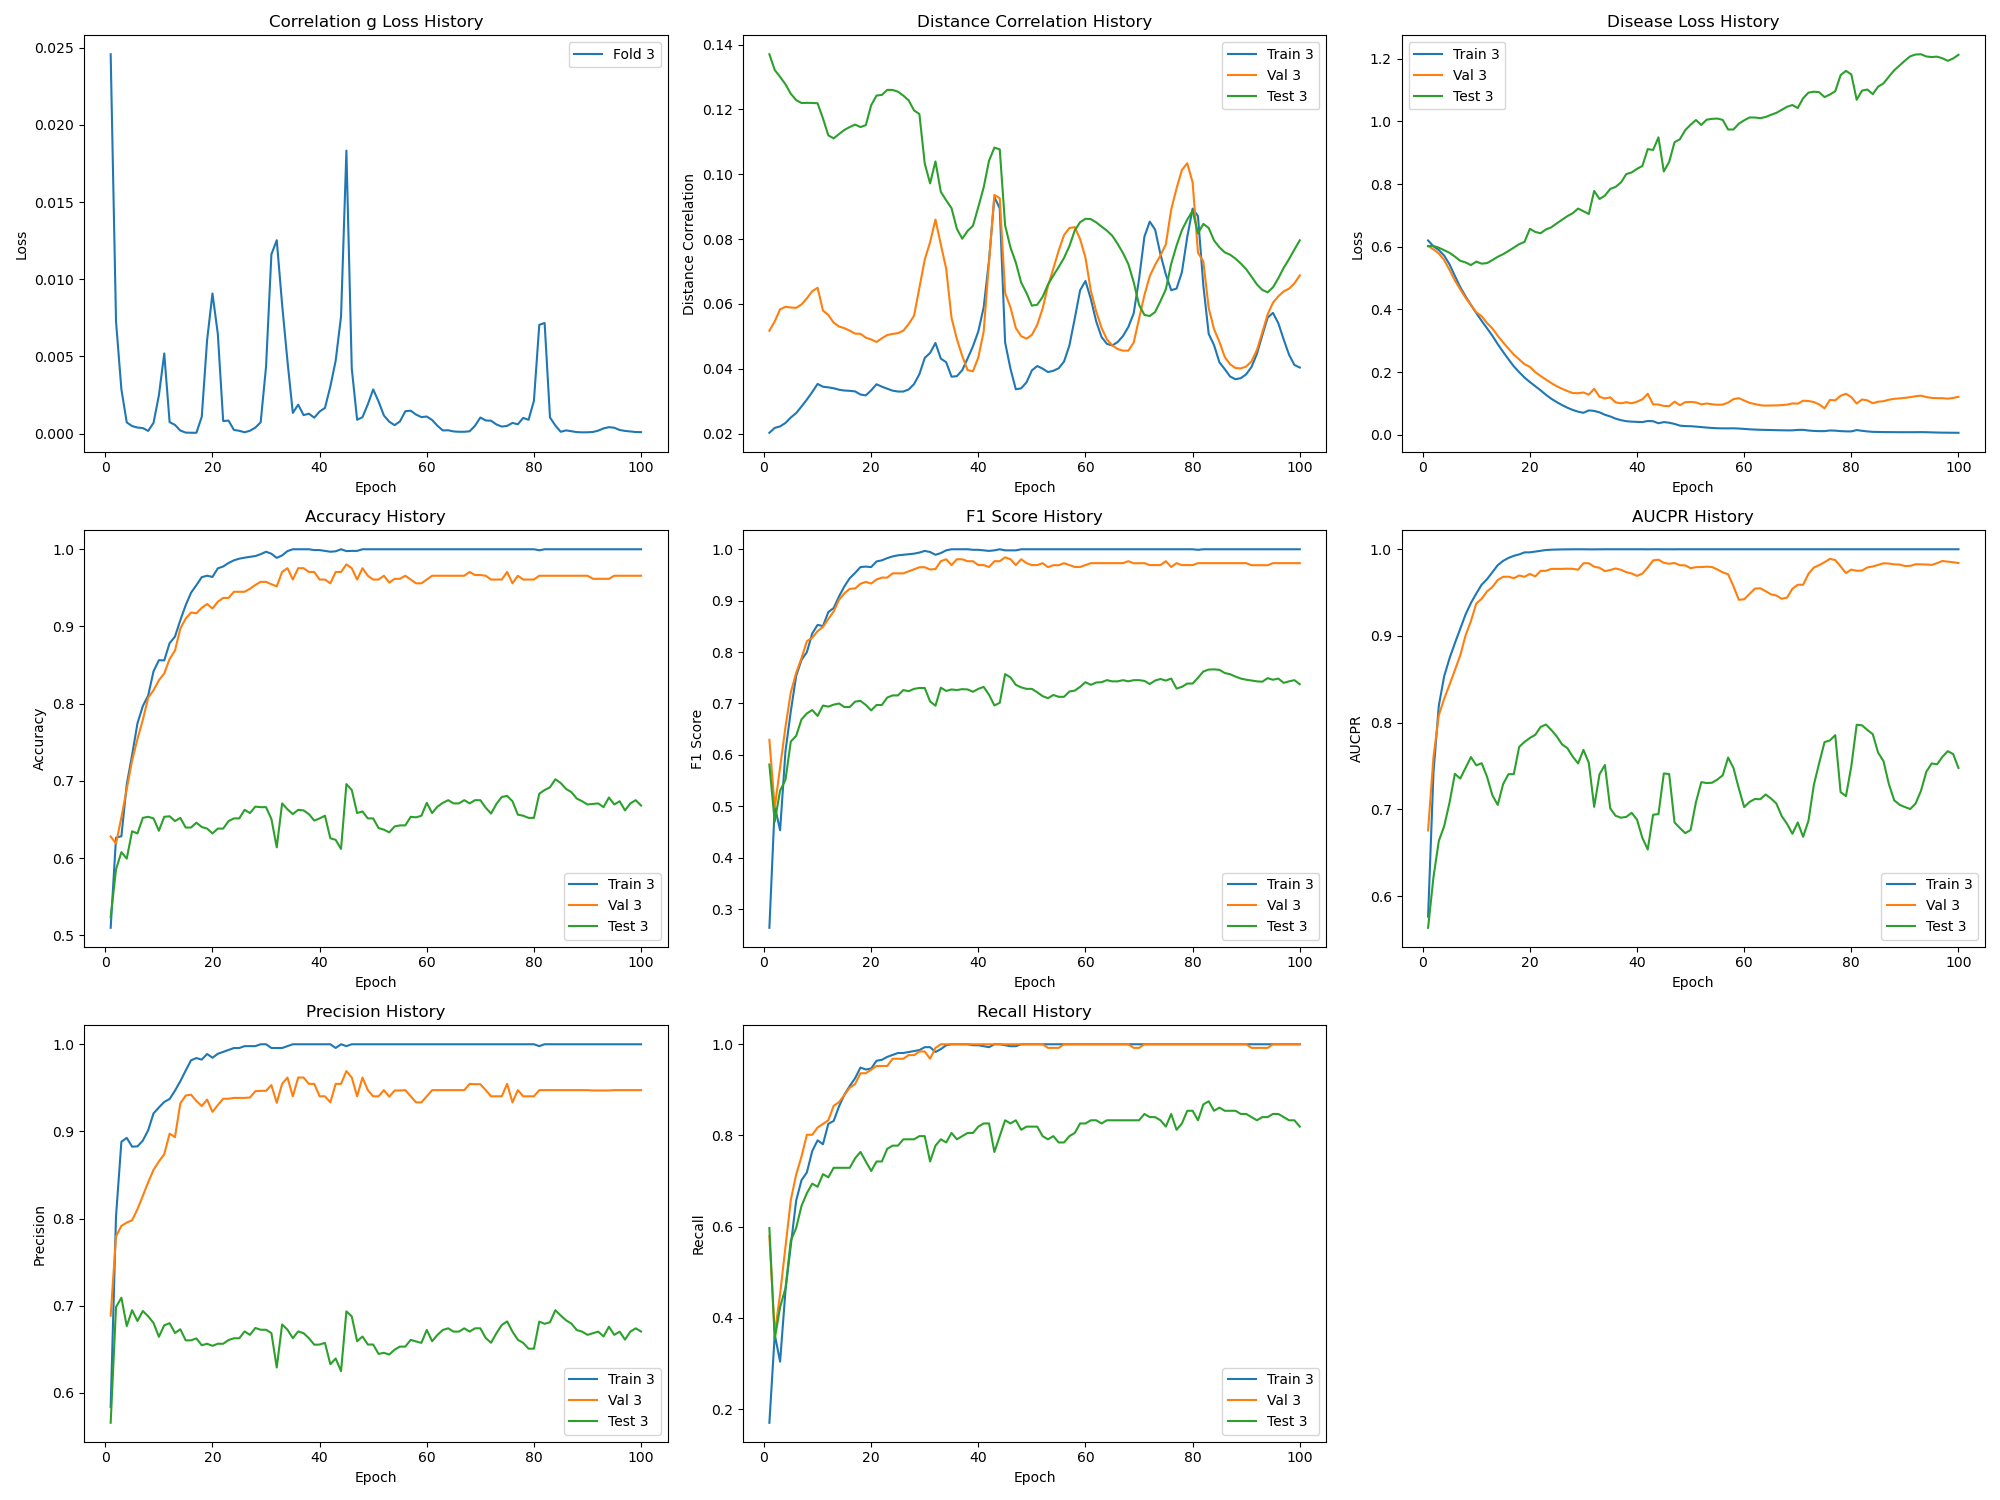 Correlation g Loss History
Loss
0.025
0.020
0.015
0.010
0.005
0.000
0 20 40 60 80 100
Epoch
Fold 3
Distance Correlation History
Distance Correlation
0.14
0.12
0.10
0.08
0.06
0.04
0.02
0 20 40 60 80 100
Epoch
Train 3
Val 3
Test 3
Disease Loss History
Loss
1.2
1.0
0.8
0.6
0.4
0.2
0.0
0 20 40 60 80 100
Epoch
Train 3
Val 3
Test 3
Accuracy History
Accuracy
1.0
0.9
0.8
0.7
0.6
0.5
0 20 40 60 80 100
Epoch
Train 3
Val 3
Test 3
F1 Score History
F1 Score
1.0
0.9
0.8
0.7
0.6
0.5
0.4
0.3
0 20 40 60 80 100
Epoch
Train 3
Val 3
Test 3
AUCPR History
AUCPR
1.0
0.9
0.8
0.7
0.6
0 20 40 60 80 100
Epoch
Train 3
Val 3
Test 3
Precision History
Precision
1.0
0.9
0.8
0.7
0.6
0 20 40 60 80 100
Epoch
Train 3
Val 3
Test 3
Recall History
Recall
1.0
0.8
0.6
0.4
0.2
0 20 40 60 80 100
Epoch
Train 3
Val 3
Test 3